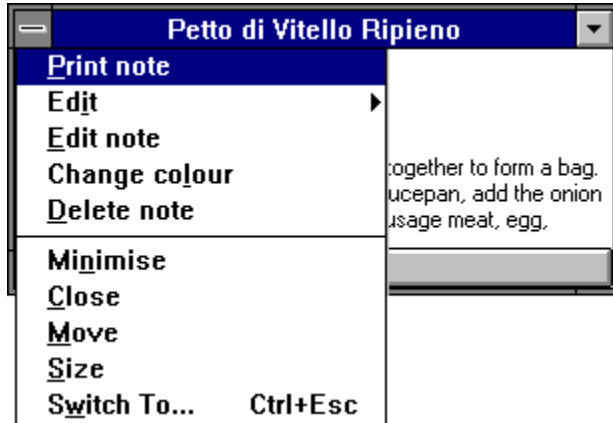 Petto di Vitello Ripieno
Print note
Edit
Edit note
Change colour
Delete note
together to form a bag.
ucepan, add the onion
usage meat, egg,
Minimise
Close
Move
Size
Switch To... Ctrl+Esc